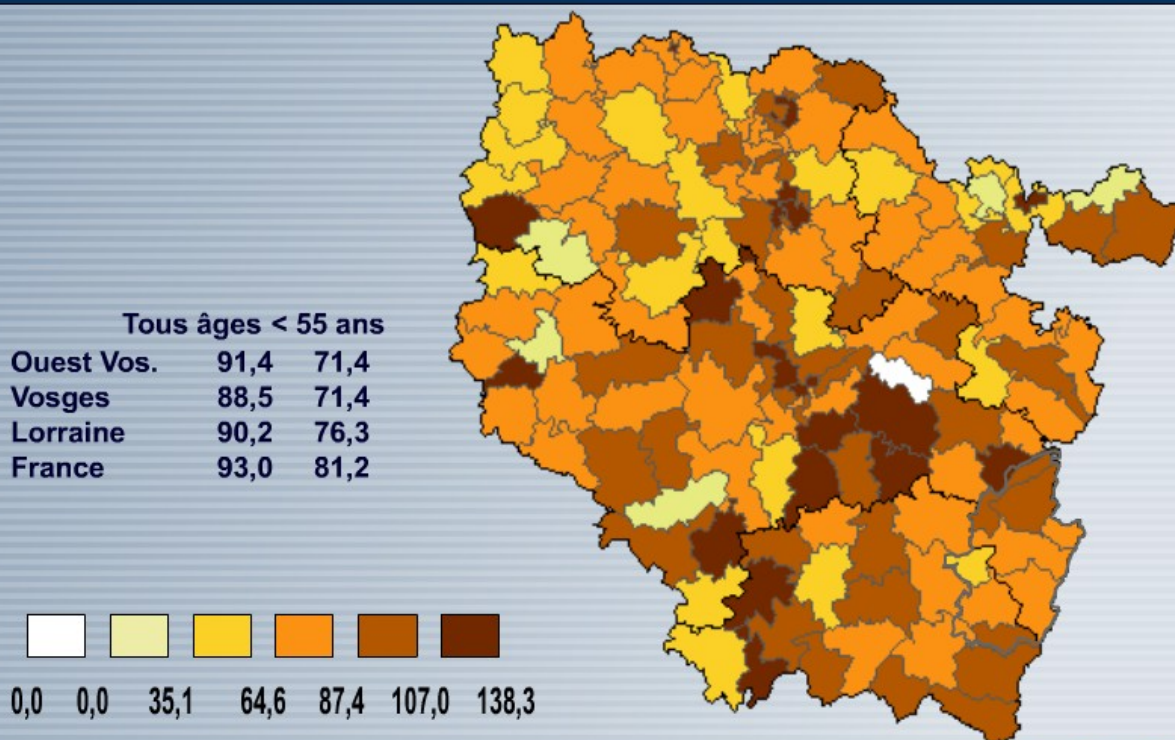 Tous âges < 55 ans
Ouest Vos. 91,4 71,4
Vosges 88,5 71,4
Lorraine 90,2 76,3
France 93,0 81,2
0,0 0,0 35,1 64,6 87,4 107,0 138,3